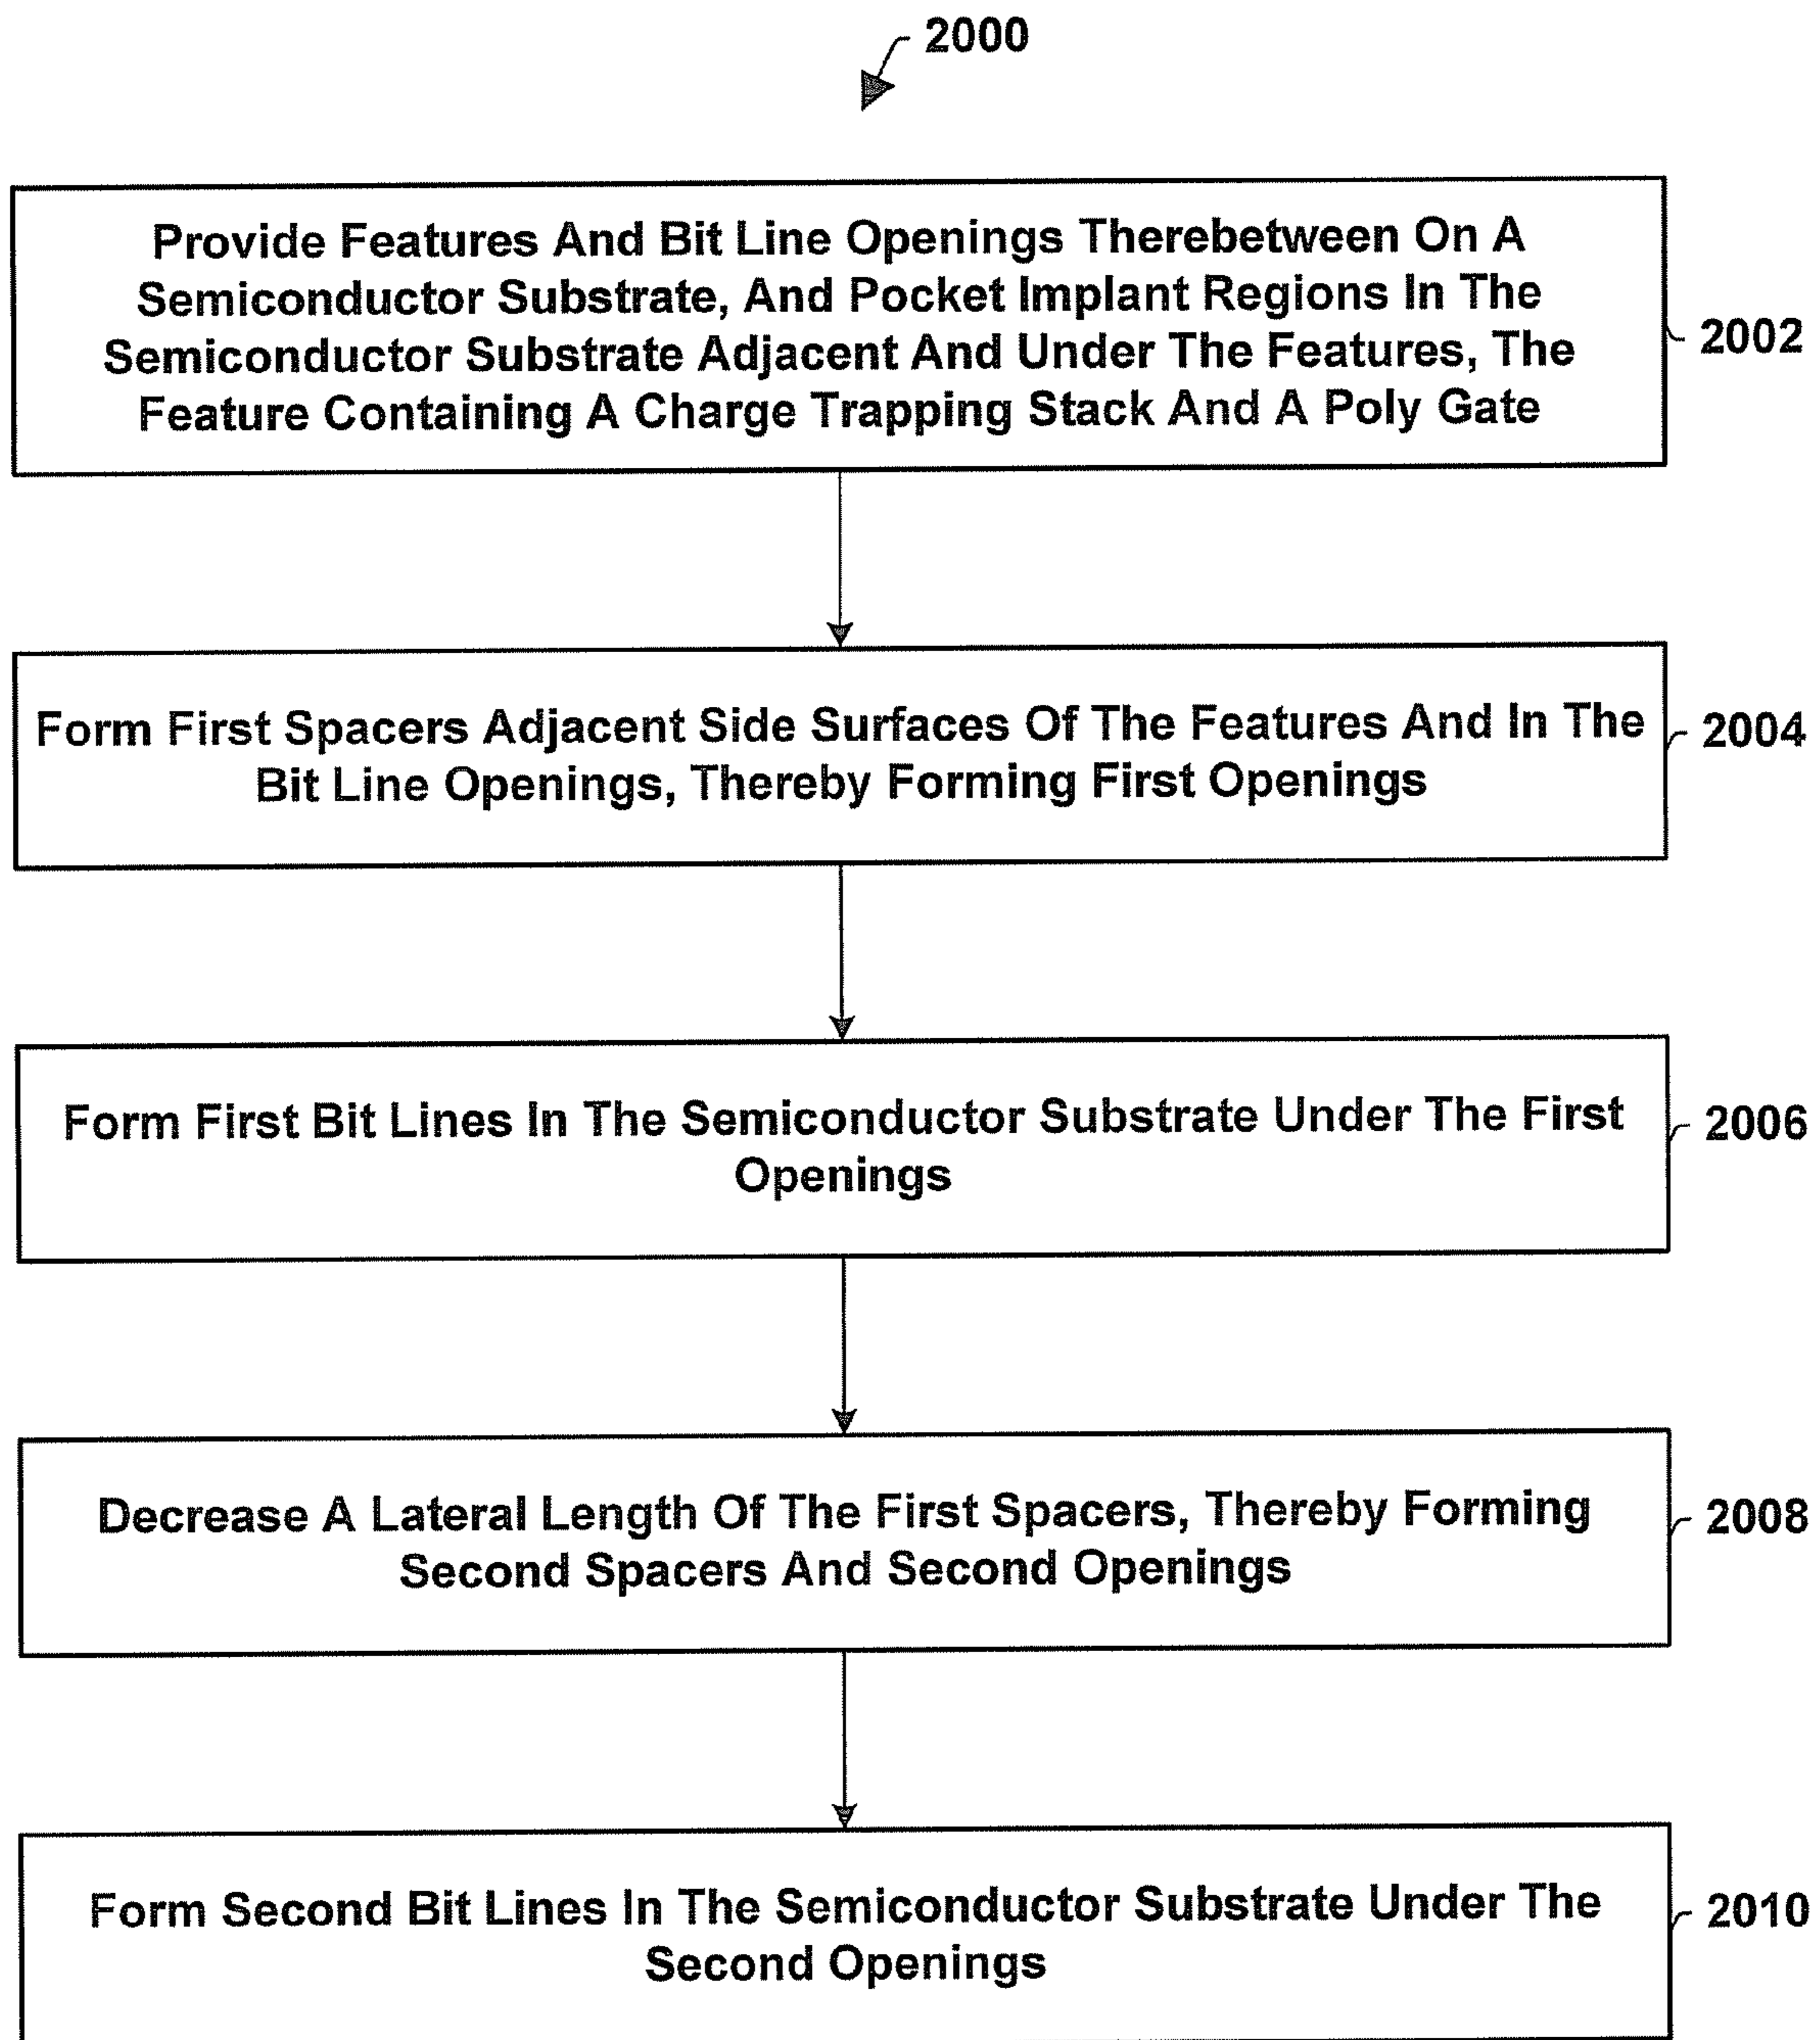 2000
Provide Features And Bit Line Openings Therebetween On A
Semiconductor Substrate, And Pocket Implant Regions In The
Semiconductor Substrate Adjacent And Under The Features, The
Feature Containing A Charge Trapping Stack And A Poly Gate
2002
Form First Spacers Adjacent Side Surfaces Of The Features And In The
Bit Line Openings, Thereby Forming First Openings
2004
Form First Bit Lines In The Semiconductor Substrate Under The First
Openings
2006
Decrease A Lateral Length Of The First Spacers, Thereby Forming
Second Spacers And Second Openings
2008
Form Second Bit Lines In The Semiconductor Substrate Under The
Second Openings
2010